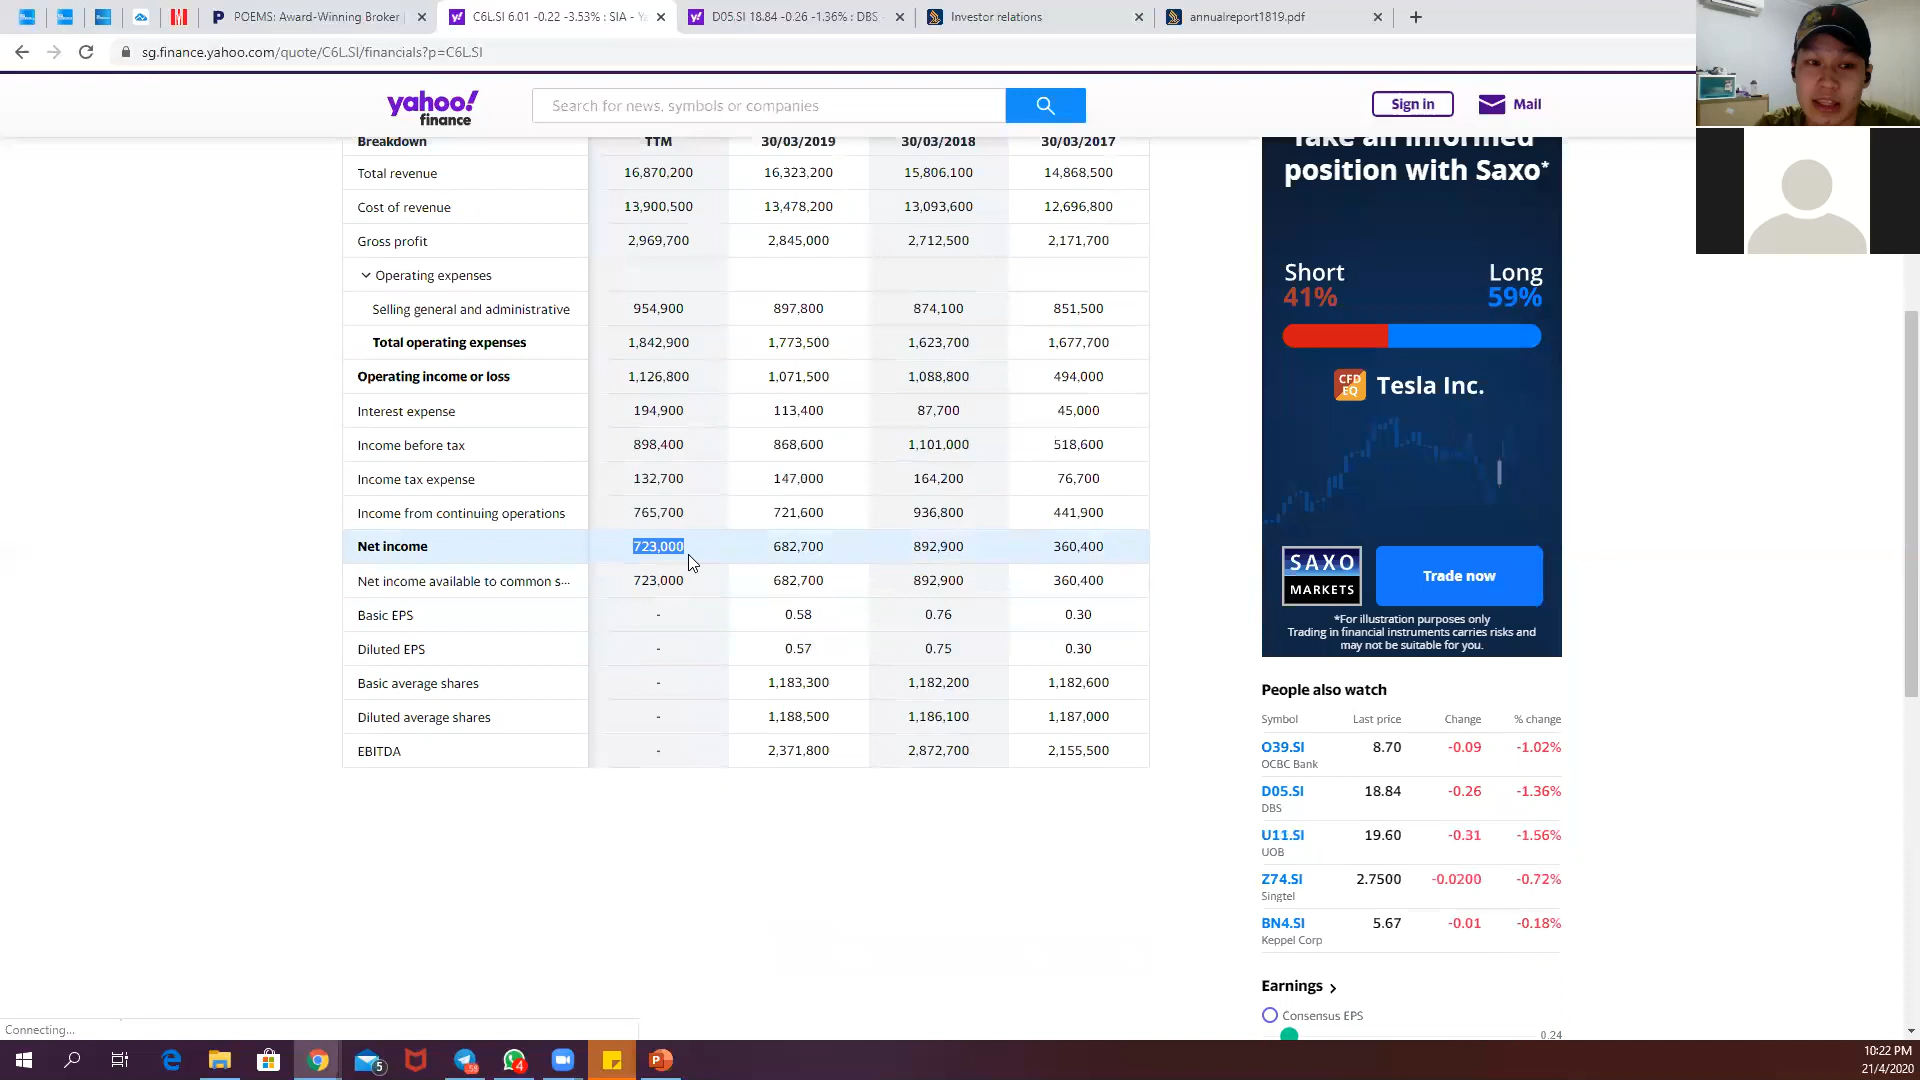 POEMS: Award-Winning Broker
C6L.SI 6.01 -0.22 -3.53% : SIA - Y
D05.SI 18.84 -0.26 -1.36% : DBS
Investor relations
annualreport1819.pdf
sg.finance.yahoo.com/quote/C6L.SI/financials?p=C6L.SI
yahoo!
finance
Search for news, symbols or companies
Sign in
Mail
Breakdown TTM 30/03/2019 30/03/2018 30/03/2017
Total revenue 16,870,200 16,323,200 15,806,100 14,868,500
Cost of revenue 13,900,500 13,478,200 13,093,600 12,696,800
Gross profit 2,969,700 2,845,000 2,712,500 2,171,700
Operating expenses
Selling general and administrative 954,900 897,800 874,100 851,500
Total operating expenses 1,842,900 1,773,500 1,623,700 1,677,700
Operating income or loss 1,126,800 1,071,500 1,088,800 494,000
Interest expense 194,900 113,400 87,700 45,000
Income before tax 898,400 868,600 1,101,000 518,600
Income tax expense 132,700 147,000 164,200 76,700
Income from continuing operations 765,700 721,600 936,800 441,900
Net income 723,000 682,700 892,900 360,400
Net income available to common s... 723,000 682,700 892,900 360,400
Basic EPS - 0.58 0.76 0.30
Diluted EPS - 0.57 0.75 0.30
Basic average shares - 1,183,300 1,182,200 1,182,600
Diluted average shares - 1,188,500 1,186,100 1,187,000
EBITDA - 2,371,800 2,872,700 2,155,500
Take an informed
position with Saxo*
Short Long
41% 59%
CFD
EQ
Tesla Inc.
SAXO
MARKETS
Trade now
*For illustration purposes only
Trading in financial instruments carries risks and
may not be suitable for you.
People also watch
Symbol Last price Change % change
O39.SI 8.70 -0.09 -1.02%
OCBC Bank
D05.SI 18.84 -0.26 -1.36%
DBS
U11.SI 19.60 -0.31 -1.56%
UOB
Z74.SI 2.7500 -0.0200 -0.72%
Singtel
BN4.SI 5.67 -0.01 -0.18%
Keppel Corp
Earnings
Consensus EPS
0.24
Connecting...
5
4
10:22 PM
21/4/2020